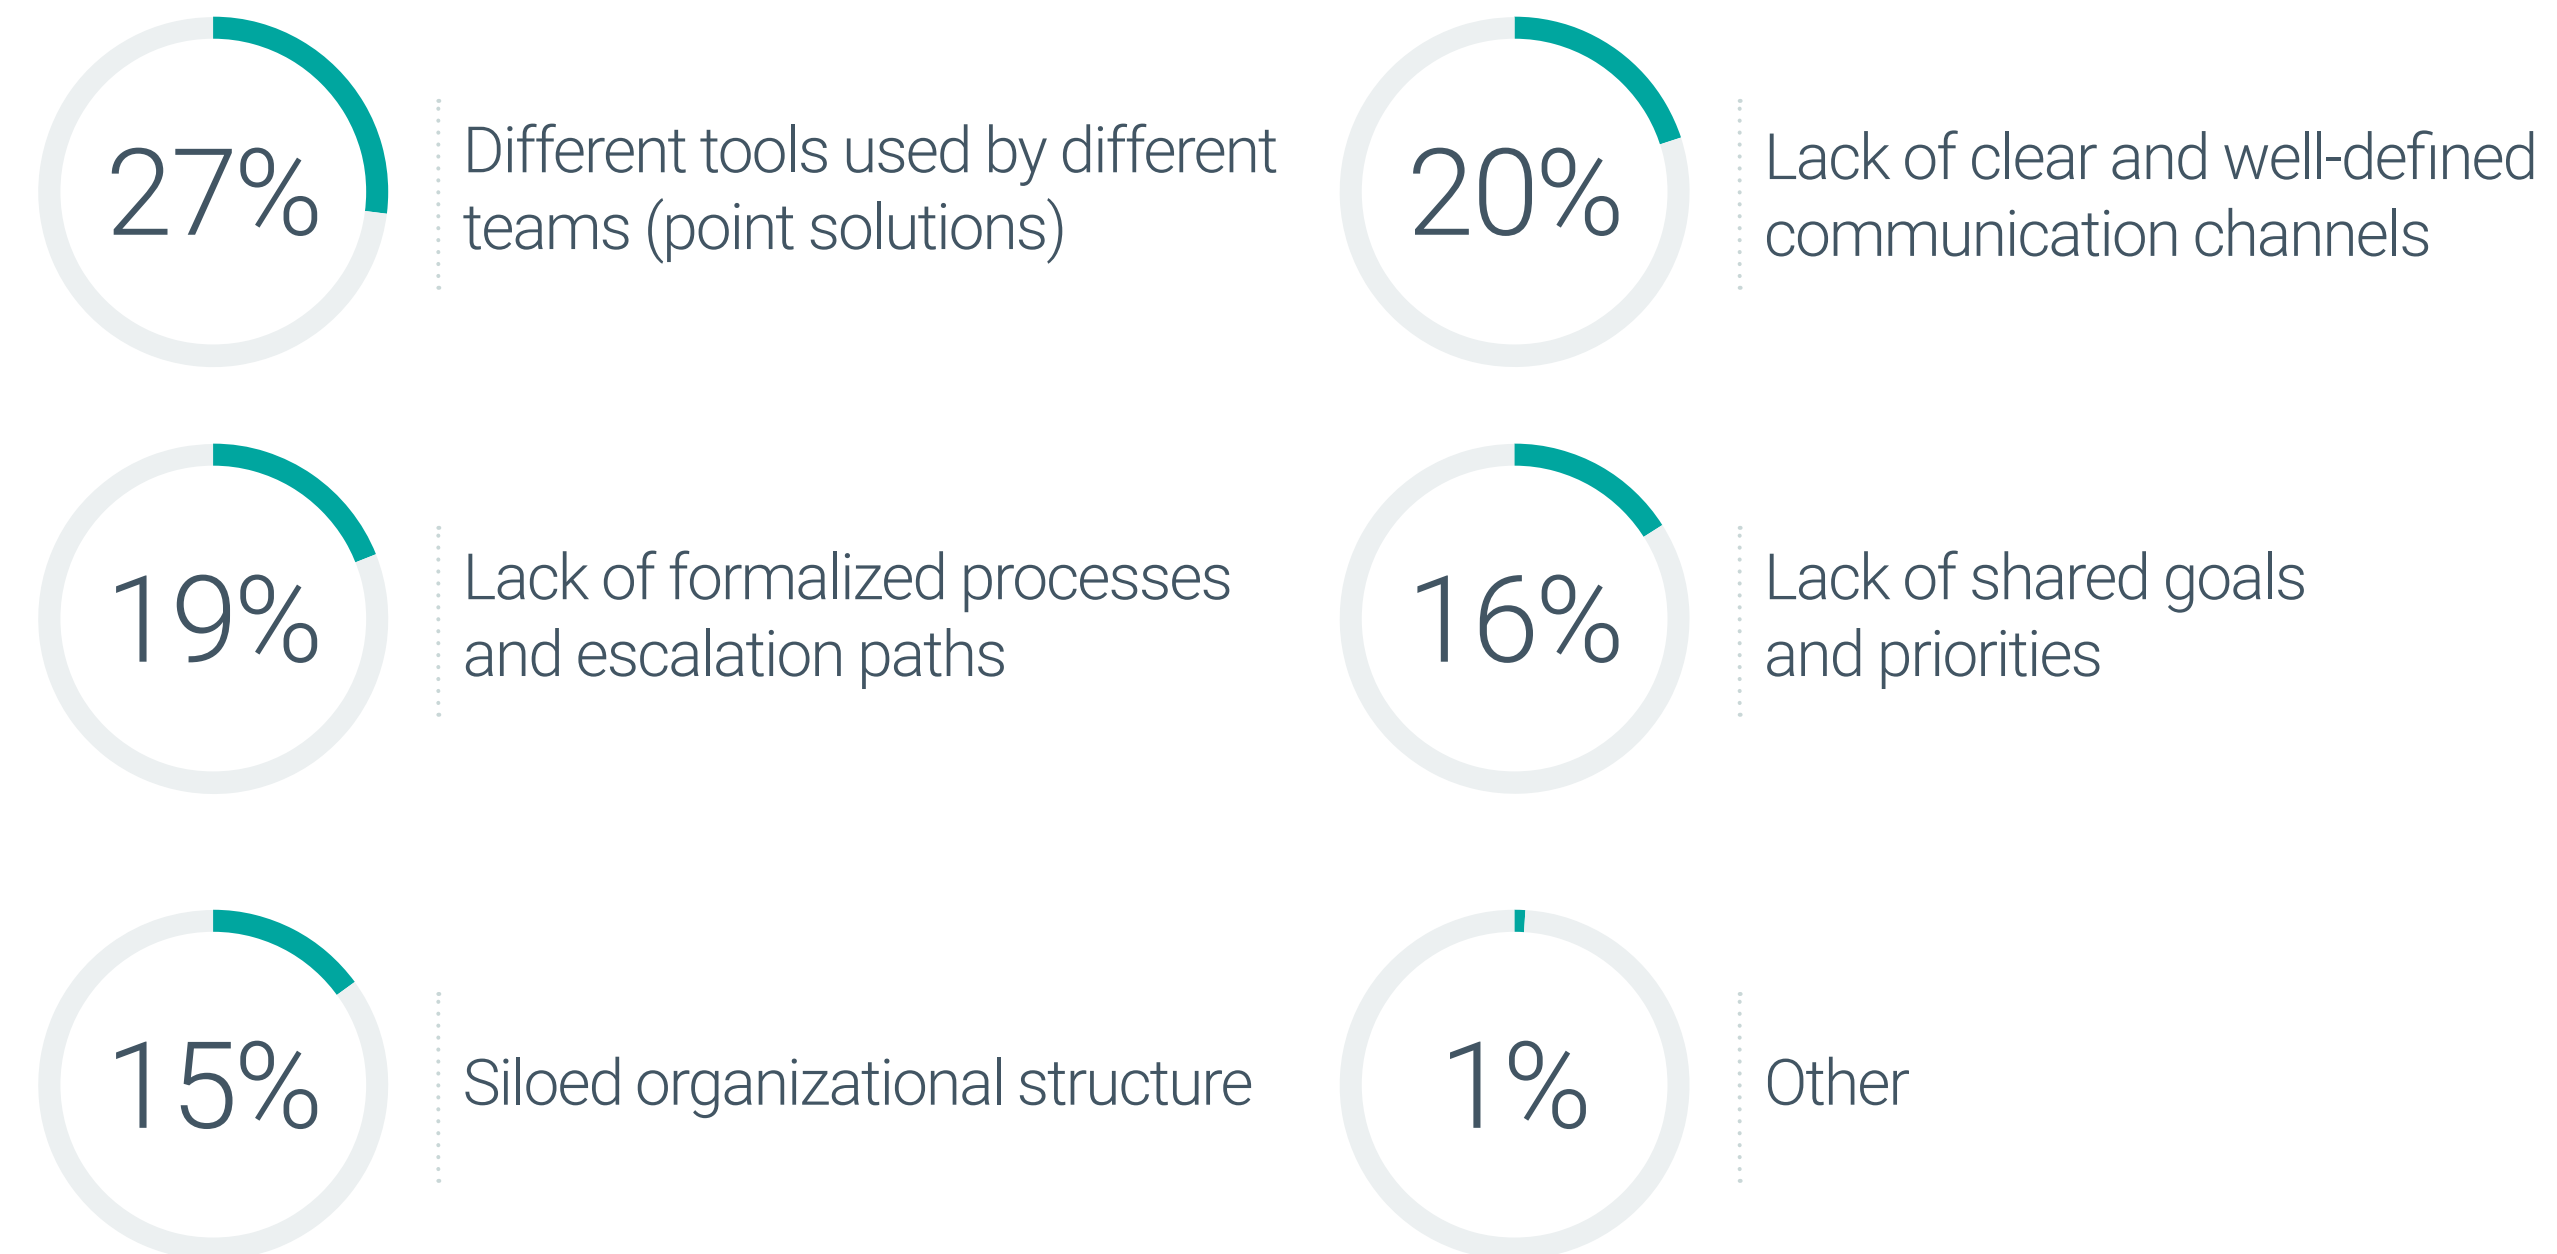 27%
Different tools used by different
teams (point solutions)
20%
Lack of clear and well-defined
communication channels
19%
Lack of formalized processes
and escalation paths
16%
Lack of shared goals
and priorities
15%
Siloed organizational structure
1%
Other